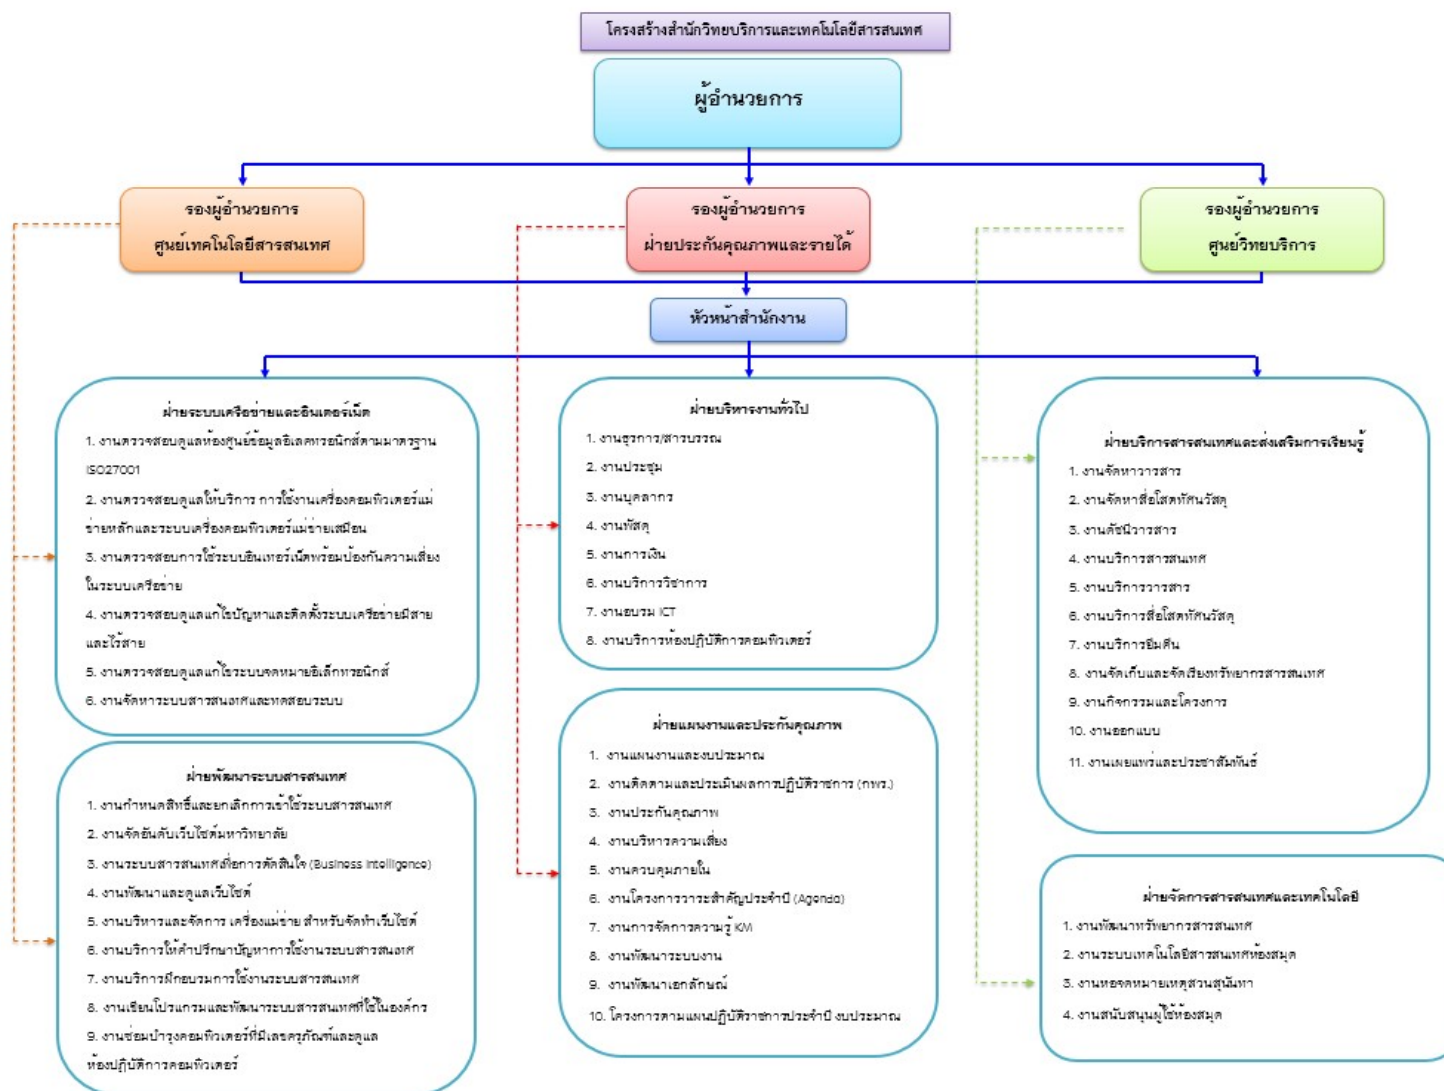 โครงสร้างสำนักวิทยบริการและเทคโนโลยีสารสนเทศ
ผู้อำนวยการ
รองผู้อำนวยการ
ศูนย์เทคโนโลยีสารสนเทศ
รองผู้อำนวยการ
ฝ่ายประกันคุณภาพและรายได้
รองผู้อำนวยการ
ศูนย์วิทยบริการ
หัวหน้าสำนักงาน
ฝ่ายระบบเครือข่ายและอินเตอร์เน็ต
1. งานตรวจสอบดูแลห้องศูนย์ข้อมูลอิเลคทรอนิกส์ตามมาตรฐาน
ISO27001
2. งานตรวจสอบดูแลให้บริการ การใช้งานเครื่องคอมพิวเตอร์แม่
ข่ายหลักและระบบเครื่องคอมพิวเตอร์แม่ข่ายเสมือน
3. งานตรวจสอบการใช้ระบบอินเทอร์เน็ตพร้อมป้องกันความเสี่ยง
ในระบบเครือข่าย
4. งานตรวจสอบดูแลแก้ไขปัญหาและติดตั้งระบบเครือข่ายมีสาย
และไร้สาย
5. งานตรวจสอบดูแลแก้ไขระบบจดหมายอิเล็กทรอนิกส์
6. งานจัดหาระบบสารสนเทศและทดสอบระบบ
ฝ่ายพัฒนาระบบสารสนเทศ
1. งานกำหนดสิทธิ์และยกเลิกการเข้าใช้ระบบสารสนเทศ
2. งานจัดอันดับเว็บไซต์มหาวิทยาลัย
3. งานระบบสารสนเทศเพื่อการตัดสินใจ (Business Intelligence)
4. งานพัฒนาและดูแลเว็บไซต์
5. งานบริหารและจัดการ เครื่องแม่ข่าย สำหรับจัดทำเว็บไซต์
6. งานบริการให้คำปรึกษาปัญหาการใช้งานระบบสารสนเทศ
7. งานบริการฝึกอบรมการใช้งานระบบสารสนเทศ
8. งานเขียนโปรแกรมและพัฒนาระบบสารสนเทศที่ใช้ในองค์กร
9. งานซ่อมบำรุงคอมพิวเตอร์ที่มีเลขครุภัณฑ์และดูแล
ห้องปฏิบัติการคอมพิวเตอร์
ฝ่ายบริหารงานทั่วไป
1. งานธุรการ/สารบรรณ
2. งานประชุม
3. งานบุคลากร
4. งานพัสดุ
5. งานการเงิน
6. งานบริการวิชาการ
7. งานอบรม ICT
8. งานบริการห้องปฏิบัติการคอมพิวเตอร์
ฝ่ายแผนงานและประกันคุณภาพ
1. งานแผนงานและงบประมาณ
2. งานติดตามและประเมินผลการปฏิบัติราชการ (กพร.)
3. งานประกันคุณภาพ
4. งานบริหารความเสี่ยง
5. งานควบคุมภายใน
6. งานโครงการวาระสำคัญประจำปี (Agenda)
7. งานการจัดการความรู้ KM
8. งานพัฒนาระบบงาน
9. งานพัฒนาเอกลักษณ์
10. โครงการตามแผนปฏิบัติราชการประจำปี งบประมาณ
ฝ่ายบริการสารสนเทศและส่งเสริมการเรียนรู้
1. งานจัดหาวารสาร
2. งานจัดหาสื่อโสตทัศนวัสดุ
3. งานดัชนีวารสาร
4. งานบริการสารสนเทศ
5. งานบริการวารสาร
6. งานบริการสื่อโสตทัศนวัสดุ
7. งานบริการยืมคืน
8. งานจัดเก็บและจัดเรียงทรัพยากรสารสนเทศ
9. งานกิจกรรมและโครงการ
10. งานออกแบบ
11. งานเผยแพร่และประชาสัมพันธ์
ฝ่ายจัดการสารสนเทศและเทคโนโลยี
1. งานพัฒนาทรัพยากรสารสนเทศ
2. งานระบบเทคโนโลยีสารสนเทศห้องสมุด
3. งานหอจดหมายเหตุสวนสุนันทา
4. งานสนับสนุนผู้ใช้ห้องสมุด